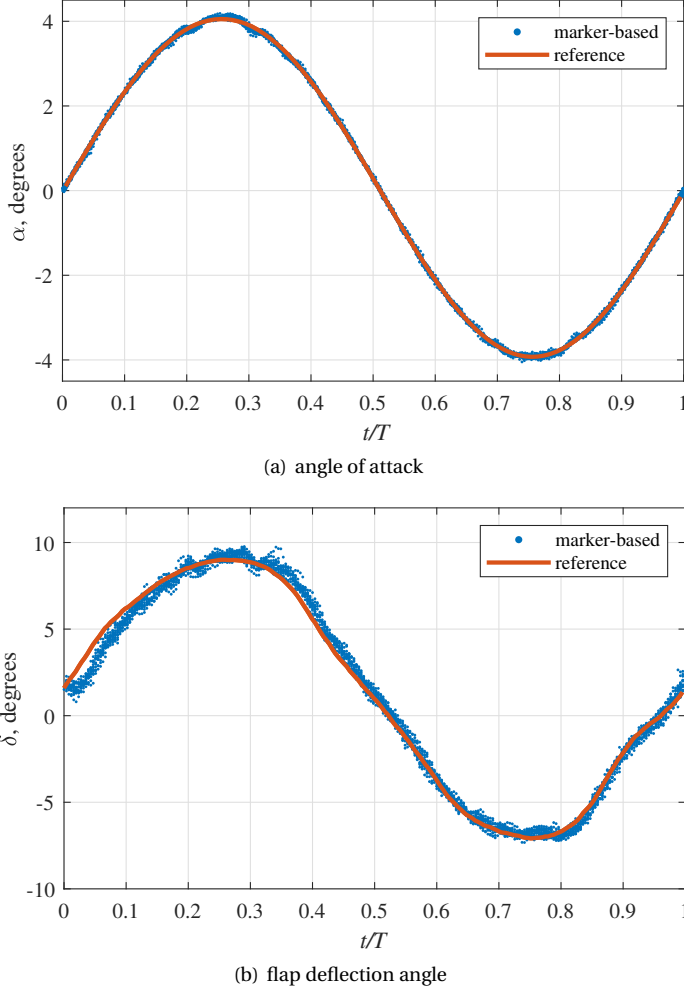 4
2
0
-2
-4
α, degrees
marker-based
reference
0 0.1 0.2 0.3 0.4 0.5 0.6 0.7 0.8 0.9 1
t/T
(a) angle of attack
10
5
0
-5
-10
δ, degrees
marker-based
reference
0 0.1 0.2 0.3 0.4 0.5 0.6 0.7 0.8 0.9 1
t/T
(b) flap deflection angle